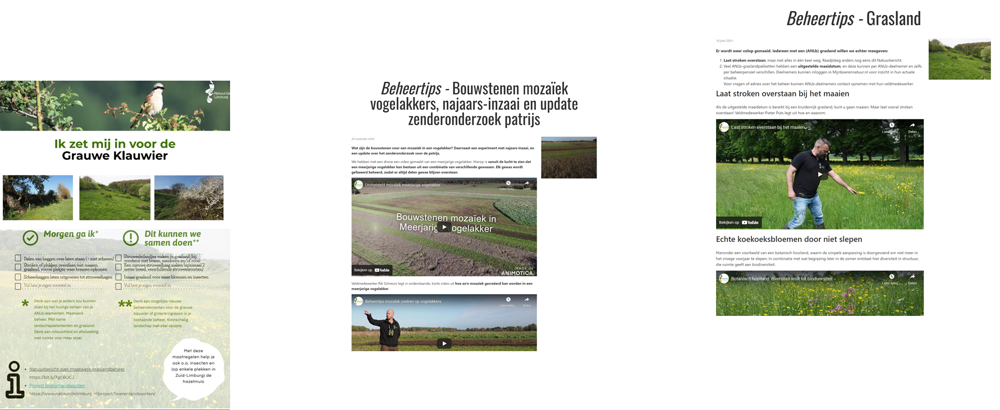 Natuurrijk
Limburg
Ik zet mij in voor de
Grauwe Klauwier
Morgen ga ik*
Delen van heggen over laten staan (= niet scheren)
Stroken of plukken overslaan met maaien
grasland, vooral plekjes waar bramen opkomen
Scheerheggen laten uitgroeien tot struweelhagen
Vul hier je eigen voorstel in
Dit kunnen we
samen doen**
Struweeleilandjes maken in grasland (bij
voorkeur met braam, meidoorn en/of roos)
Een nieuwe struweelhaag maken (minimaal 2
meter breed, verschillende struweelsoorten)
Inzaai grasland voor meer bloemen en insecten
Vul hier je eigen voorstel in
* Denk aan wat je anders zou kunnen
doen bij het huidige beheer van je
ANLb-elementen. Maatwerk
beheer. Met name
landschapselementen en grasland.
Denk aan robuustheid en afwisseling,
met ruimte voor meer bloei.
** Denk aan mogelijke nieuwe
beheerelementen voor de grauwe
klauwier of grotere ingrepen in je
bestaande beheer. Kleinschalig
landschap met veel variatie.
Met deze
maatregelen help je
ook o.a. insecten en
(op enkele plekken in
Zuid-Limburg) de
hazelmuis
• Natuurbericht over maatwerk graslandbeheer
https://bit.ly/3gC6OC3
• Project boerenlandsoorten
https://www.natuurrijklimburg.nl/project/boerenlandsoorten/
Beheertips - Bouwstenen mozaïek
vogelakkers, najaars-inzaai en update
zenderonderzoek patrijs
26 november 2020
Wat zijn de bouwstenen voor een mozaïek in een vogelakker? Daarnaast een experiment met najaars-inzaai, en
een update over het zenderonderzoek voor de patrijs.
We hebben met een drone een video gemaakt van een meerjarige vogelakker. Hierop is vanuit de lucht te zien dat
een meerjarige vogelakker kan bestaan uit een combinatie van verschillende gewassen. Elk gewas wordt
gefaseerd beheerd, zodat er altijd delen gewas blijven overstaan:
Dronebeeld mozaïek meerjarige vogelakker
Later bekij...
Delen
Bouwstenen mozaïek in
Meerjarige vogelakker
Bekijken op YouTube
MADE IN
ANIMOTICA
Veldmedewerker Rik Schreurs legt in onderstaande, korte video uit hoe zo'n mozaïek gecreëerd kan worden in een
meerjarige vogelakker.
Beheertips mozaïek creëren op vogelakkers
Later bekij...
Delen
Beheertips - Grasland
10 juni 2021
Er wordt weer volop gemaaid. Iedereen met een (ANLb) grasland willen we echter meegeven:
1. Laat stroken overstaan; maai niet alles in één keer weg. Raadpleeg anders nog eens dit Natuurbericht.
2. Veel ANLb-graslandpakketten hebben een uitgestelde maaidatum, en deze kunnen per ANLb-deelnemer en zelfs
per beheerperceel verschillen. Deelnemers kunnen inloggen in Mijnboerennatuur.nl voor inzicht in hun actuele
situatie.
Voor vragen of advies over het beheer kunnen ANLb-deelnemers contact opnemen met hun veldmedewerker.
Laat stroken overstaan bij het maaien
Als de uitgestelde maaidatum is bereikt bij een kruidenrijk grasland, kunt u gaan maaien. Maar laat vooral stroken
overstaan! Veldmedewerker Pieter Puts legt uit hoe en waarom:
Laat stroken overstaan bij het maaien
Later bekij...
Delen
Bekijken op YouTube
Echte koekoeksbloemen door niet slepen
Hieronder een voorbeeld van een botanisch hooiland, waarin de simpele aanpassing is doorgevoerd om niet meer in
het vroege voorjaar te slepen. In combinatie met wat begrazing later in de zomer ontstaat hier diversiteit in structuur,
die ruimte geeft aan biodiversiteit.
Botanisch hooiland: diversiteit leidt tot biodiversiteit
Later bekij...
Delen